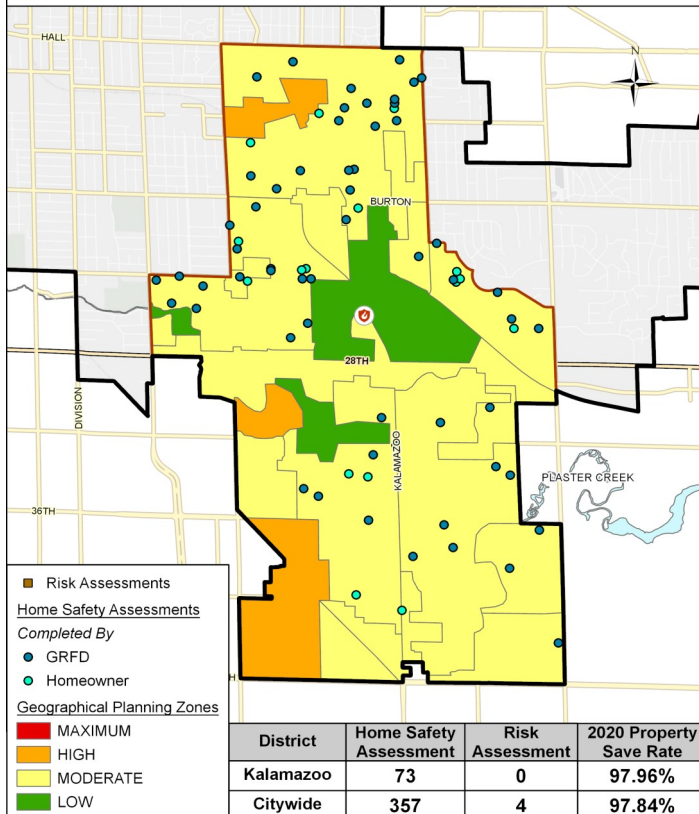 HALL
N
BURTON
28TH
DIVISION
KALAMAZOO
PLASTER CREEK
36TH
H
Risk Assessments
Home Safety Assessments
Completed By
GRFD
Homeowner
Geographical Planning Zones
MAXIMUM
HIGH
MODERATE
LOW
District Home Safety Assessment Risk Assessment 2020 Property Save Rate
Kalamazoo 73 0 97.96%
Citywide 357 4 97.84%